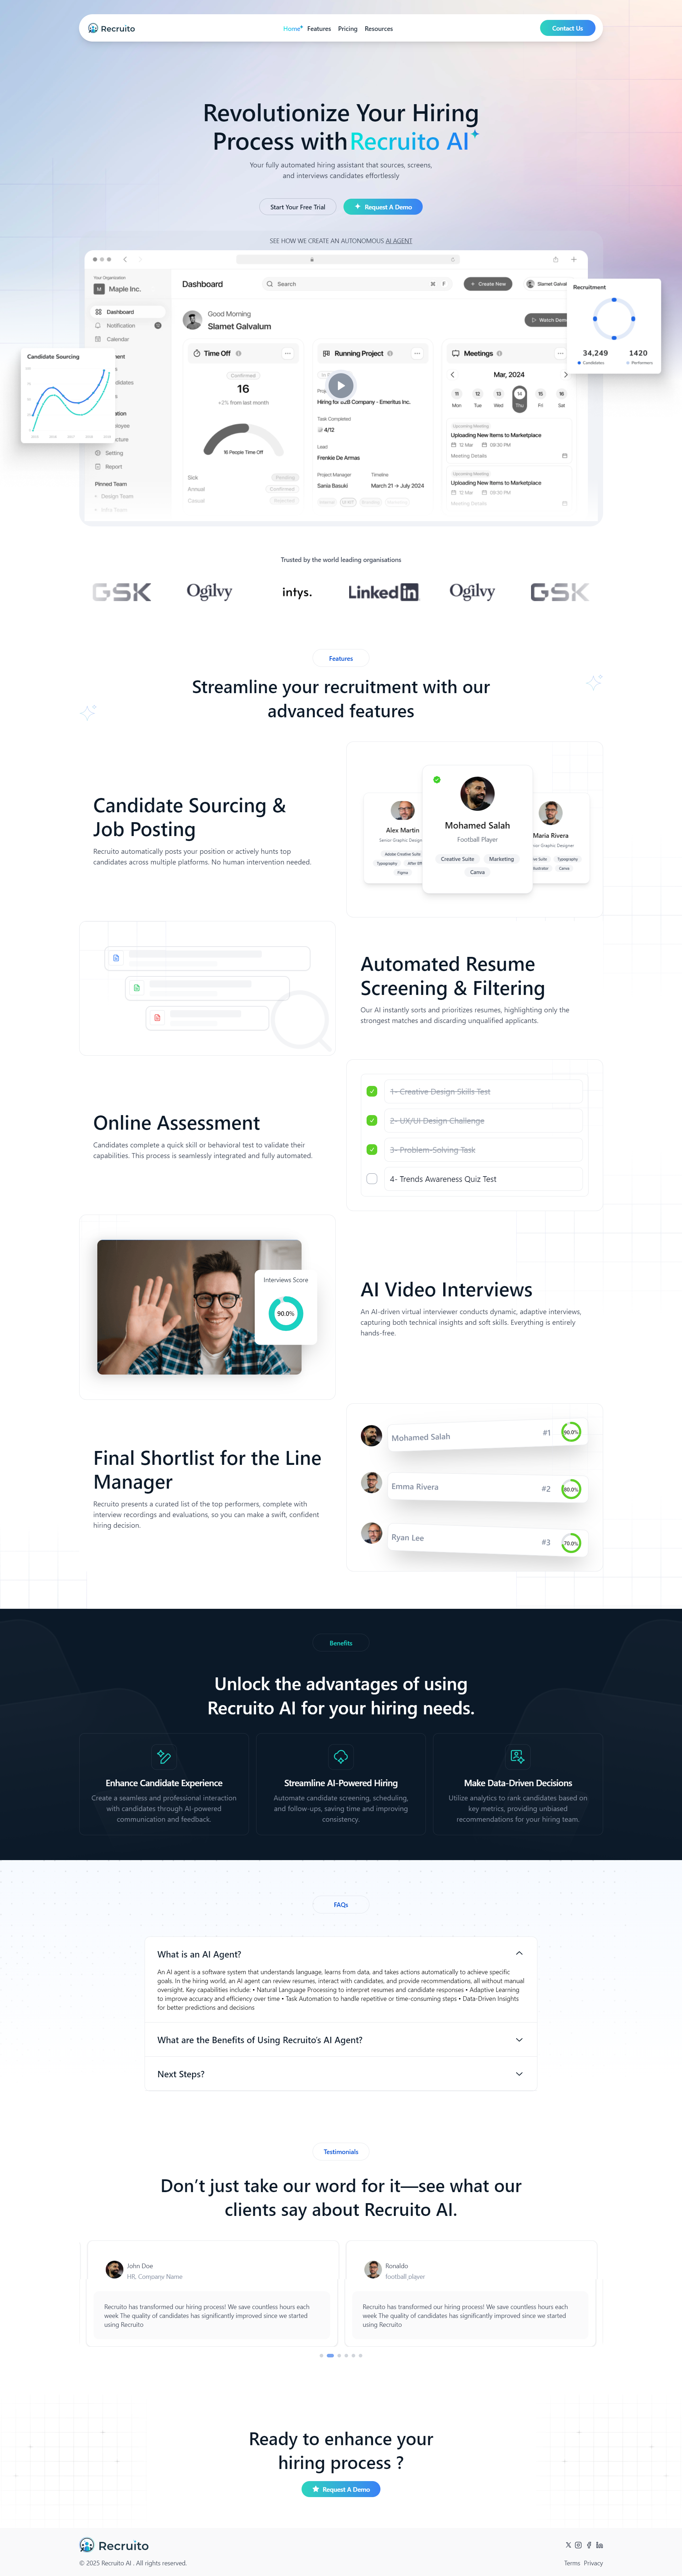 Recruito
Home
Features
Pricing
Resources
Contact Us
Revolutionize Your Hiring
Process with Recruito AI
Your fully automated hiring assistant that sources, screens,
and interviews candidates effortlessly
Start Your Free Trial
Request A Demo
SEE HOW WE CREATE AN AUTONOMOUS AI AGENT
Your Organization
M Maple Inc.
Dashboard
Notification
Calendar
Setting
Report
Pinned Team
Design Team
Dashboard
Search
⌘ F
+ Create New
Slamet Galval
Good Morning
Slamet Galvalum
Watch Dem
Time Off
Confirmed
16
+2% from last month
16 People Time Off
Sick
Pending
Annual
Confirmed
Casual
Rejected
Running Project
Hiring for B2B Company - Emeritus Inc.
Task Completed
4/12
Lead
Frenkie De Armas
Project Manager
Timeline
Sania Basuki
March 21 → July 2024
Meetings
Mar, 2024
11 12 13 14 15 16
Mon Tue Wed Thu Fri Sat
Upcoming Meeting
Uploading New Items to Marketplace
12 Mar
09:30 PM
Meeting Details
Upcoming Meeting
Uploading New Items to Marketplace
12 Mar
09:30 PM
Meeting Details
Candidate Sourcing
Recruitment
34,249
1420
Candidates
Performers
Trusted by the world leading organisations
GSK
Ogilvy
intys.
Linkedin
Ogilvy
GSK
Features
Streamline your recruitment with our
advanced features
Candidate Sourcing &
Job Posting
Recruito automatically posts your position or actively hunts top
candidates across multiple platforms. No human intervention needed.
Alex Martin
Senior Graphic Design
Adobe Creative Suite
Typography
After Eff
Figma
Mohamed Salah
Football Player
Creative Suite
Marketing
Canva
Maria Rivera
ior Graphic Designer
ve Suite
Typography
lustrator
Canva
Automated Resume
Screening & Filtering
Our AI instantly sorts and prioritizes resumes, highlighting only the
strongest matches and discarding unqualified applicants.
Online Assessment
Candidates complete a quick skill or behavioral test to validate their
capabilities. This process is seamlessly integrated and fully automated.
1- Creative Design Skills Test
2- UX/UI Design Challenge
3- Problem-Solving Task
4- Trends Awareness Quiz Test
Interviews Score
90.0%
AI Video Interviews
An AI-driven virtual interviewer conducts dynamic, adaptive interviews,
capturing both technical insights and soft skills. Everything is entirely
hands-free.
Final Shortlist for the Line
Manager
Recruito presents a curated list of the top performers, complete with
interview recordings and evaluations, so you can make a swift, confident
hiring decision.
Mohamed Salah
#1
90.0%
Emma Rivera
#2
80.0%
Ryan Lee
#3
70.0%
Benefits
Unlock the advantages of using
Recruito AI for your hiring needs.
Enhance Candidate Experience
Create a seamless and professional interaction
with candidates through AI-powered
communication and feedback.
Streamline AI-Powered Hiring
Automate candidate screening, scheduling,
and follow-ups, saving time and improving
consistency.
Make Data-Driven Decisions
Utilize analytics to rank candidates based on
key metrics, providing unbiased
recommendations for your hiring team.
FAQs
What is an AI Agent?
An AI agent is a software system that understands language, learns from data, and takes actions automatically to achieve specific
goals. In the hiring world, an AI agent can review resumes, interact with candidates, and provide recommendations, all without manual
oversight. Key capabilities include: • Natural Language Processing to interpret resumes and candidate responses • Adaptive Learning
to improve accuracy and efficiency over time • Task Automation to handle repetitive or time-consuming steps • Data-Driven Insights
for better predictions and decisions
What are the Benefits of Using Recruito's AI Agent?
Next Steps?
Testimonials
Don't just take our word for it—see what our
clients say about Recruito AI.
John Doe
HR, Company Name
Recruito has transformed our hiring process! We save countless hours each
week The quality of candidates has significantly improved since we started
using Recruito
Ronaldo
football player
Recruito has transformed our hiring process! We save countless hours each
week The quality of candidates has significantly improved since we started
using Recruito
Ready to enhance your
hiring process ?
Request A Demo
Recruito
© 2025 Recruito AI . All rights reserved.
Terms Privacy